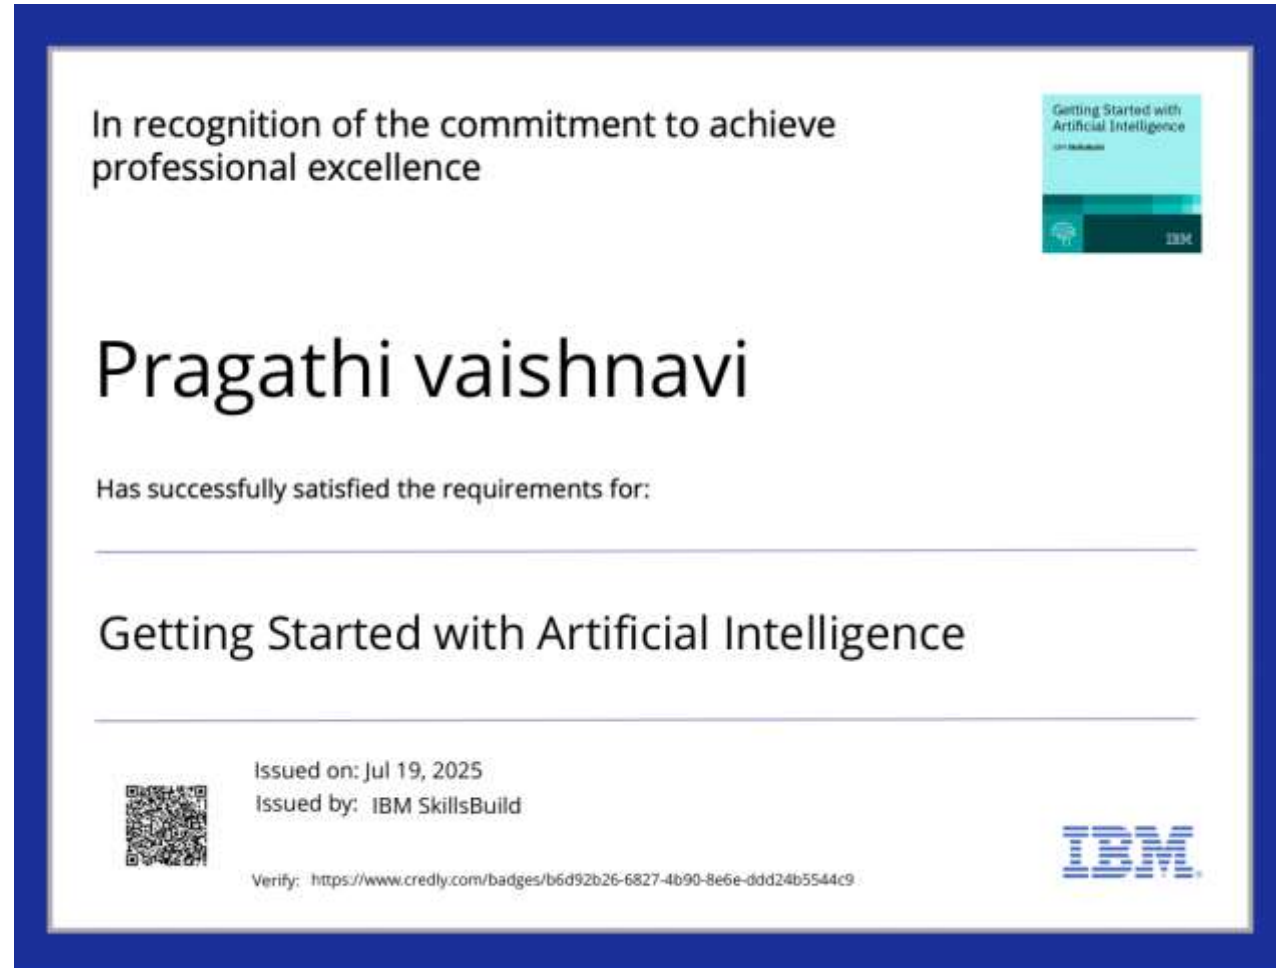 In recognition of the commitment to achieve
professional excellence
Getting Started with
Artificial Intelligence
IBM SkillsBuild
IBM
Pragathi vaishnavi
Has successfully satisfied the requirements for:
Getting Started with Artificial Intelligence
Issued on: Jul 19, 2025
Issued by: IBM SkillsBuild
Verify: https://www.credly.com/badges/b6d92b26-6827-4b90-8e6e-ddd24b5544c9
IBM